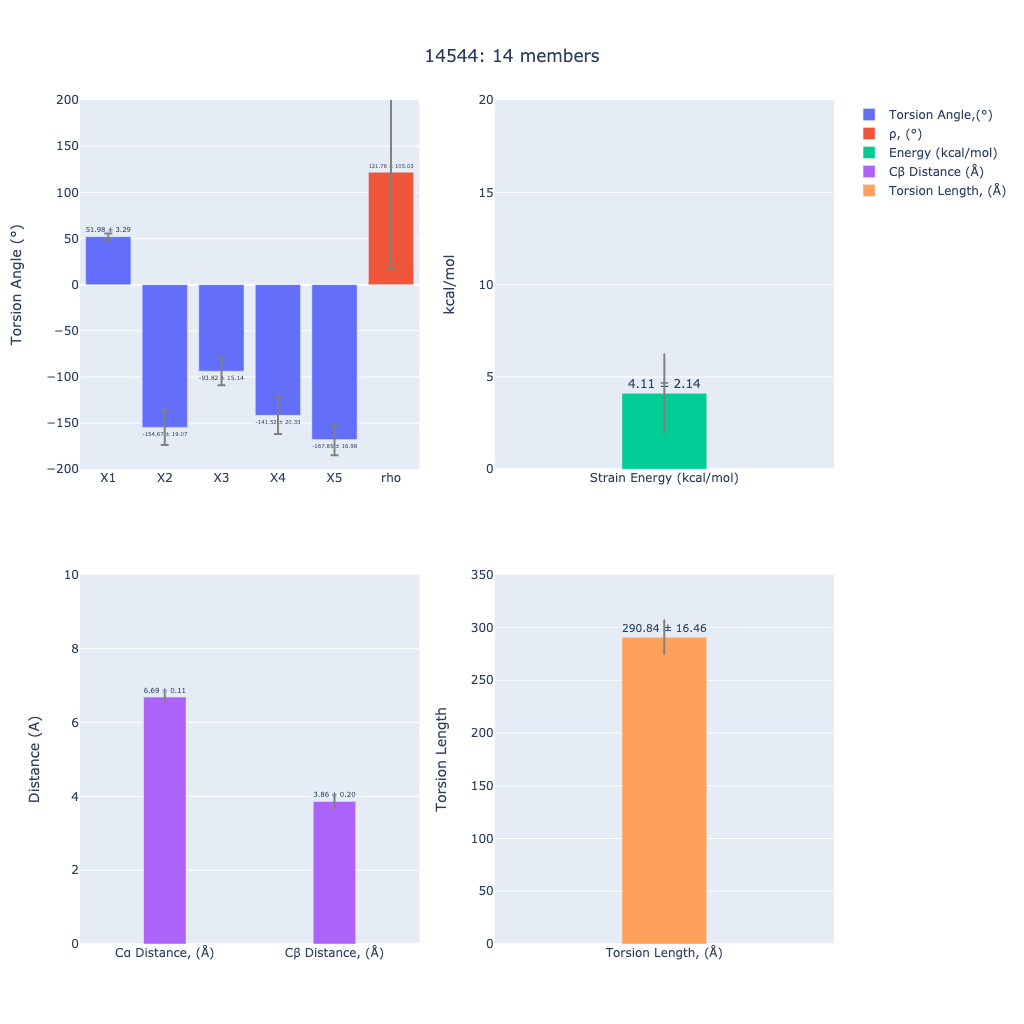 14544: 14 members
Torsion Angle (°)
200
150
100
50
0
−50
−100
−150
−200
51.98 ± 3.29
-154.67 ± 19.07
-93.82 ± 15.14
-141.52 ± 20.33
-167.85 ± 16.98
121.76 ± 105.03
X1 X2 X3 X4 X5 rho
kcal/mol
20
15
10
5
0
4.11 ± 2.14
Strain Energy (kcal/mol)
Torsion Angle,(°)
ρ, (°)
Energy (kcal/mol)
Cβ Distance (Å)
Torsion Length, (Å)
Distance (A)
10
8
6
4
2
0
6.69 ± 0.11
3.86 ± 0.20
Cα Distance, (Å) Cβ Distance, (Å)
Torsion Length
350
300
250
200
150
100
50
0
290.84 ± 16.46
Torsion Length, (Å)